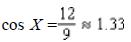 cos X = 12/9 ≈ 1.33